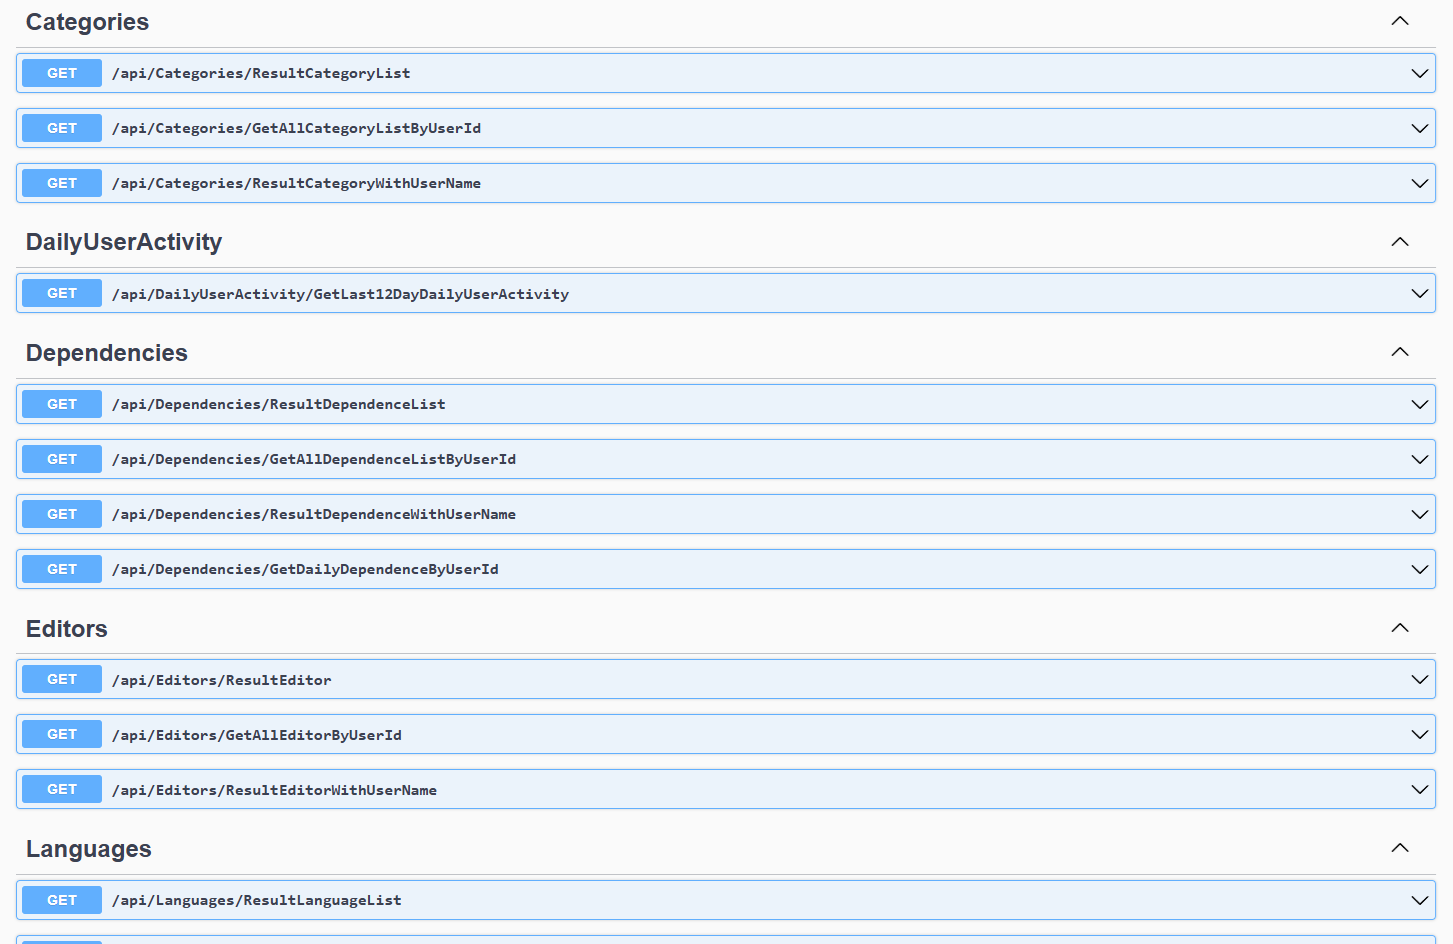 Categories
GET /api/Categories/ResultCategoryList
GET /api/Categories/GetAllCategoryListByUserId
GET /api/Categories/ResultCategoryWithUserName
DailyUserActivity
GET /api/DailyUserActivity/GetLast12DayDailyUserActivity
Dependencies
GET /api/Dependencies/ResultDependenceList
GET /api/Dependencies/GetAllDependenceListByUserId
GET /api/Dependencies/ResultDependenceWithUserName
GET /api/Dependencies/GetDailyDependenceByUserId
Editors
GET /api/Editors/ResultEditor
GET /api/Editors/GetAllEditorByUserId
GET /api/Editors/ResultEditorWithUserName
Languages
GET /api/Languages/ResultLanguageList